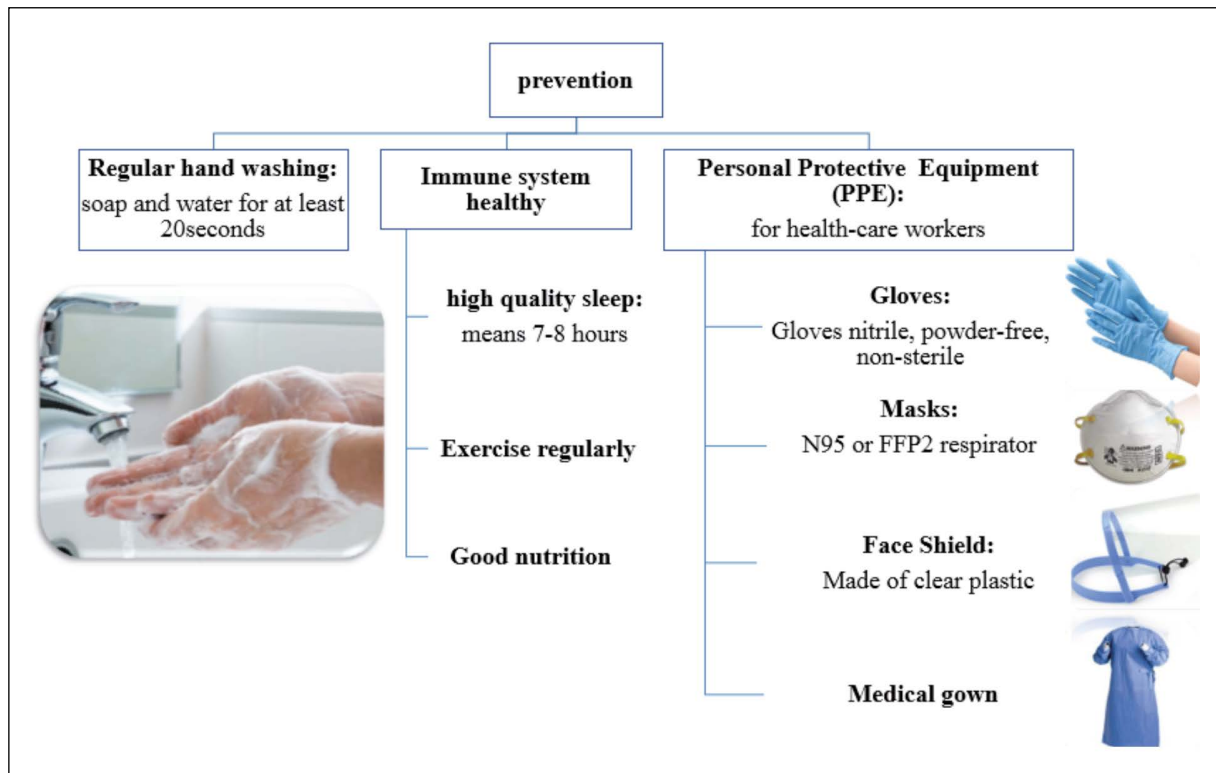 prevention
Regular hand washing:
soap and water for at least
20seconds
Immune system
healthy
high quality sleep:
means 7-8 hours
Exercise regularly
Good nutrition
Personal Protective Equipment
(PPE):
for health-care workers
Gloves:
Gloves nitrile, powder-free,
non-sterile
Masks:
N95 or FFP2 respirator
Face Shield:
Made of clear plastic
Medical gown